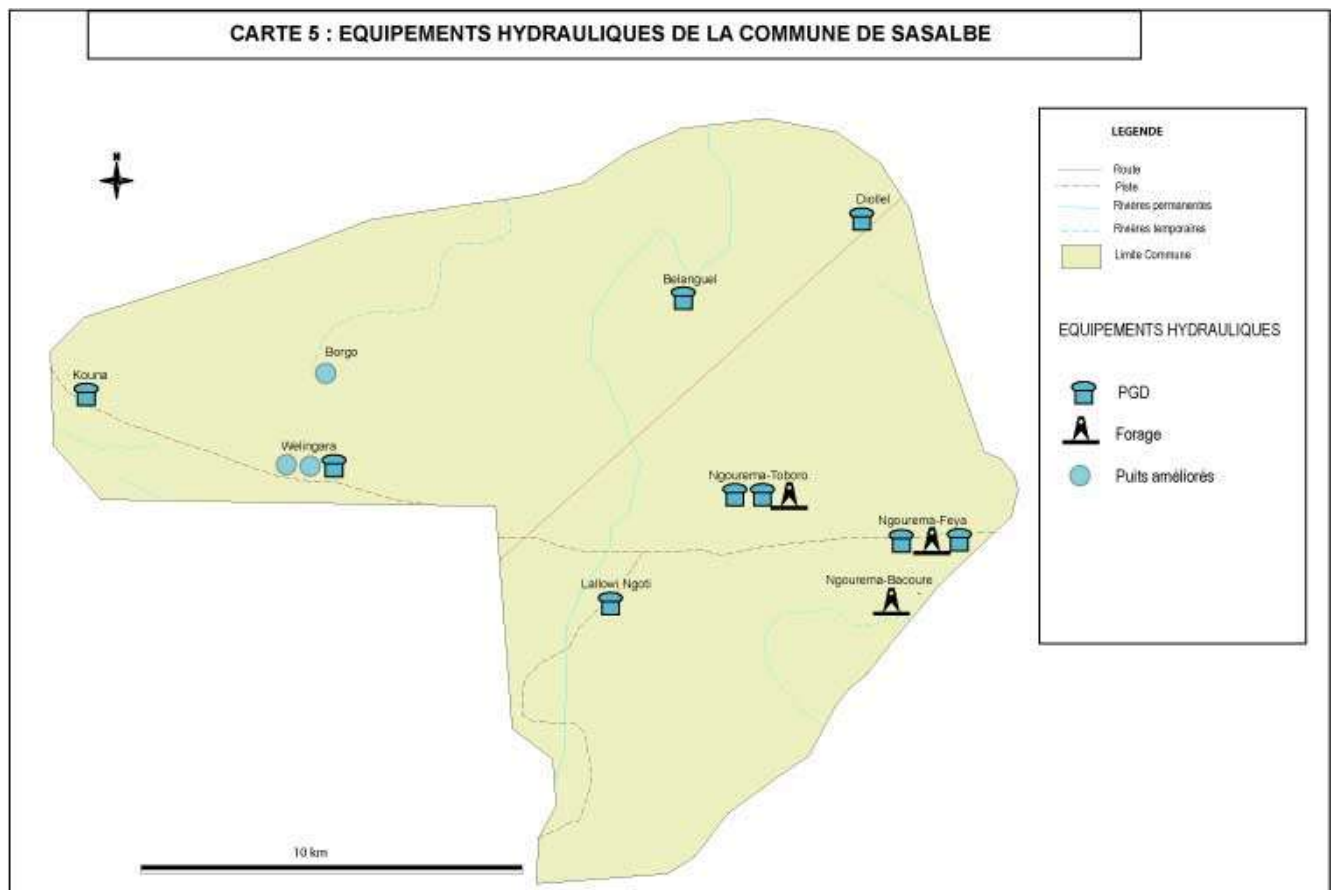 CARTE 5 : EQUIPEMENTS HYDRAULIQUES DE LA COMMUNE DE SASALBE
N
LEGENDE
Route
Piste
Rivières permanentes
Rivières temporaires
Limite Commune
EQUIPEMENTS HYDRAULIQUES
PGD
Forage
Puits améliorés
Diollel
Belanguel
Borgo
Kouna
Welingara
Ngourema-Toboro
Ngourema-Feya
Lallowi Ngoti
Ngourema-Bacoure
10 km